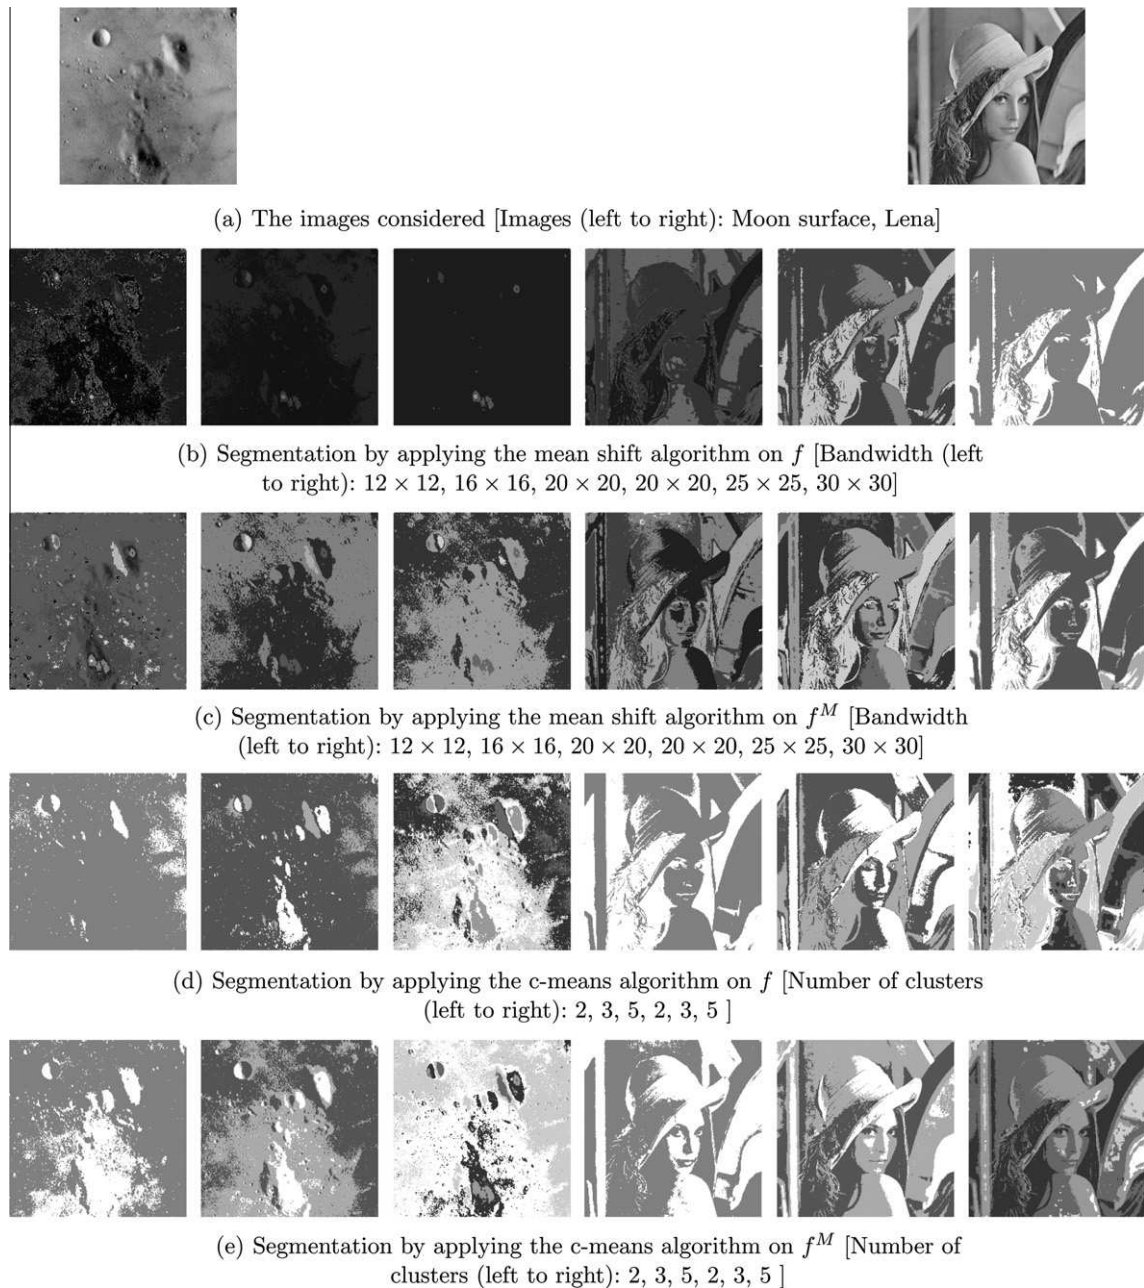 (a) The images considered [Images (left to right): Moon surface, Lena]
(b) Segmentation by applying the mean shift algorithm on f [Bandwidth (left
to right): 12 × 12, 16 × 16, 20 × 20, 20 × 20, 25 × 25, 30 × 30]
(c) Segmentation by applying the mean shift algorithm on f^M [Bandwidth
(left to right): 12 × 12, 16 × 16, 20 × 20, 20 × 20, 25 × 25, 30 × 30]
(d) Segmentation by applying the c-means algorithm on f [Number of clusters
(left to right): 2, 3, 5, 2, 3, 5 ]
(e) Segmentation by applying the c-means algorithm on f^M [Number of
clusters (left to right): 2, 3, 5, 2, 3, 5 ]